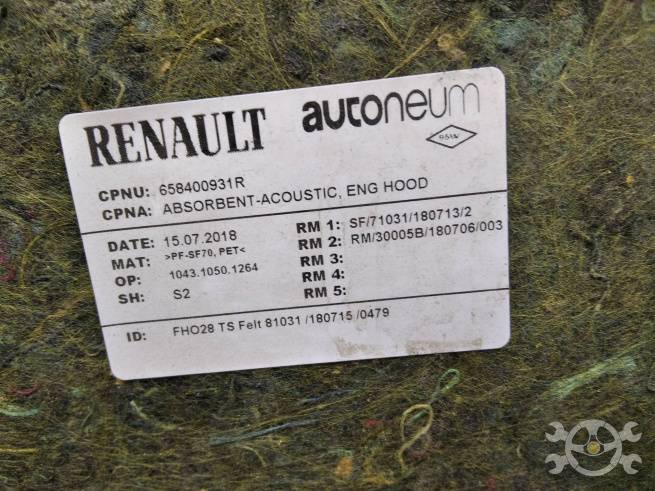 RENAULT
autoneum
CPNU: 658400931R
CPNA: ABSORBENT-ACOUSTIC, ENG HOOD
DATE: 15.07.2018
MAT: >PF-SF70, PET<
OP: 1043.1050.1264
SH: S2
RM 1: SF/71031/180713/2
RM 2: RM/30005B/180706/003
RM 3:
RM 4:
RM 5:
ID: FHO28 TS Felt 81031 /180715 /0479